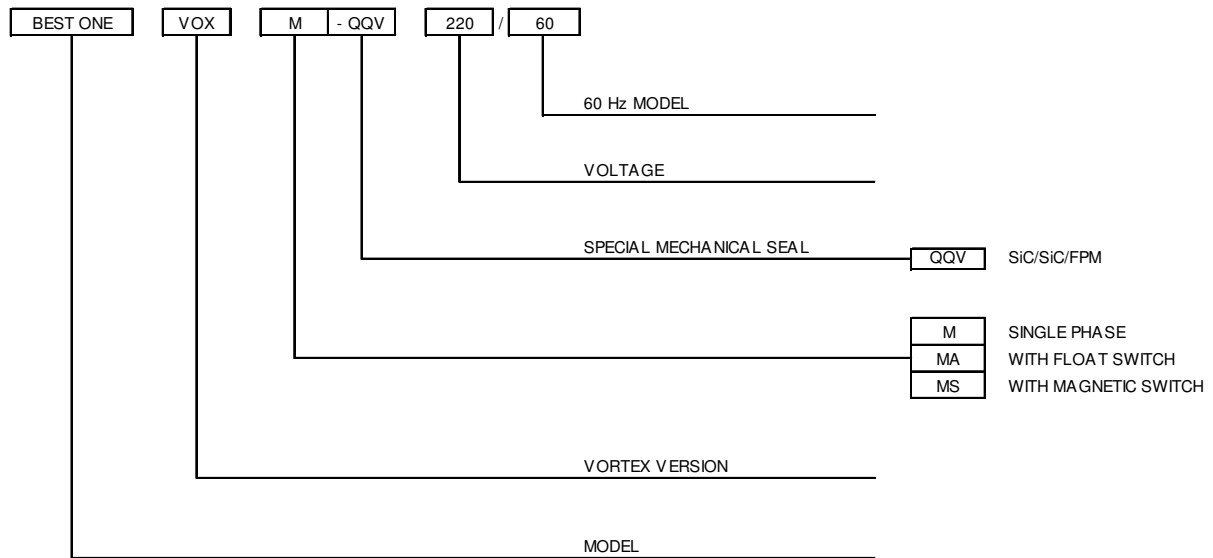 BEST ONE VOX M - QQV 220 / 60
60 Hz MODEL
VOLTAGE
SPECIAL MECHANICAL SEAL QQV SiC/SiC/FPM
M SINGLE PHASE
MA WITH FLOAT SWITCH
MS WITH MAGNETIC SWITCH
VORTEX VERSION
MODEL